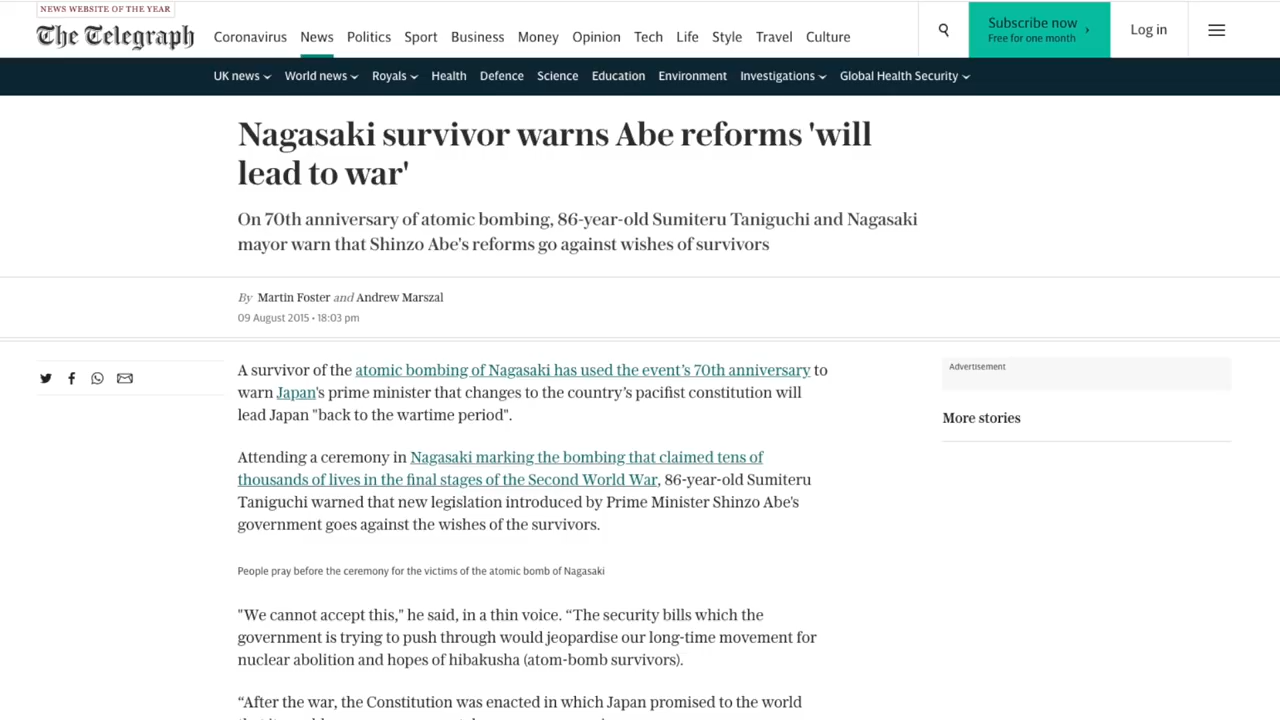 NEWS WEBSITE OF THE YEAR
The Telegraph
Coronavirus News Politics Sport Business Money Opinion Tech Life Style Travel Culture
Subscribe now
Free for one month
Log in
UK news World news Royals Health Defence Science Education Environment Investigations Global Health Security
Nagasaki survivor warns Abe reforms 'will
lead to war'
On 70th anniversary of atomic bombing, 86-year-old Sumiteru Taniguchi and Nagasaki
mayor warn that Shinzo Abe's reforms go against wishes of survivors
By Martin Foster and Andrew Marszal
09 August 2015 • 18:03 pm
A survivor of the atomic bombing of Nagasaki has used the event’s 70th anniversary to
warn Japan's prime minister that changes to the country’s pacifist constitution will
lead Japan "back to the wartime period".
Attending a ceremony in Nagasaki marking the bombing that claimed tens of
thousands of lives in the final stages of the Second World War, 86-year-old Sumiteru
Taniguchi warned that new legislation introduced by Prime Minister Shinzo Abe's
government goes against the wishes of the survivors.
People pray before the ceremony for the victims of the atomic bomb of Nagasaki
"We cannot accept this," he said, in a thin voice. “The security bills which the
government is trying to push through would jeopardise our long-time movement for
nuclear abolition and hopes of hibakusha (atom-bomb survivors).
“After the war, the Constitution was enacted in which Japan promised to the world
Advertisement
More stories